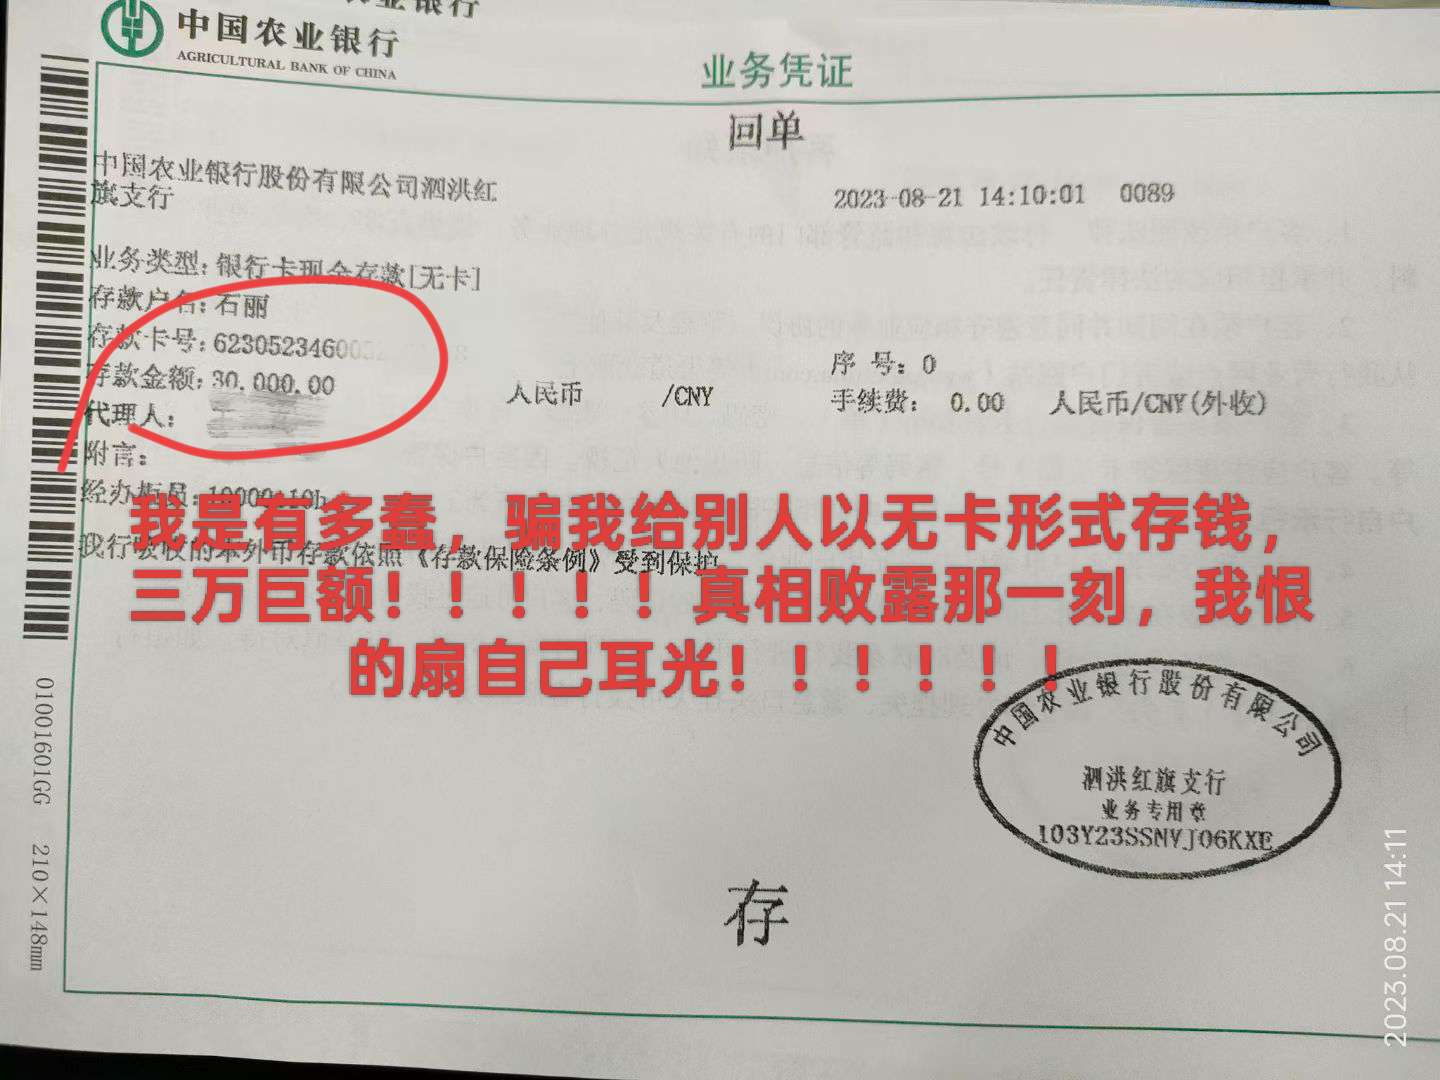 业银行
中国农业银行
AGRICULTURAL BANK OF CHINA
业务凭证
回单
中国农业银行股份有限公司泗洪红
旗支行
2023-08-21 14:10:01 0089
业务类型:银行卡现金存款[无卡]
存款户名:石丽
存款卡号:6230523460052
序 号:0
存款金额:30,000.00 人民币 /CNY
手续费: 0.00 人民币/CNY(外收)
代理人:
附言:
经办柜员:
我行吸收的本外币存款依照《存款保险条例》受到保护
我是有多蠢，骗我给别人以无卡形式存钱，
三万巨额！！！！！真相败露那一刻，我恨
的扇自己耳光！！！！！！
中国农业银行股份有限公司
泗洪红旗支行
业务专用章
103Y23SSNVJ06KXE
存
01001601GG 210×148mm
2023.08.21 14:11